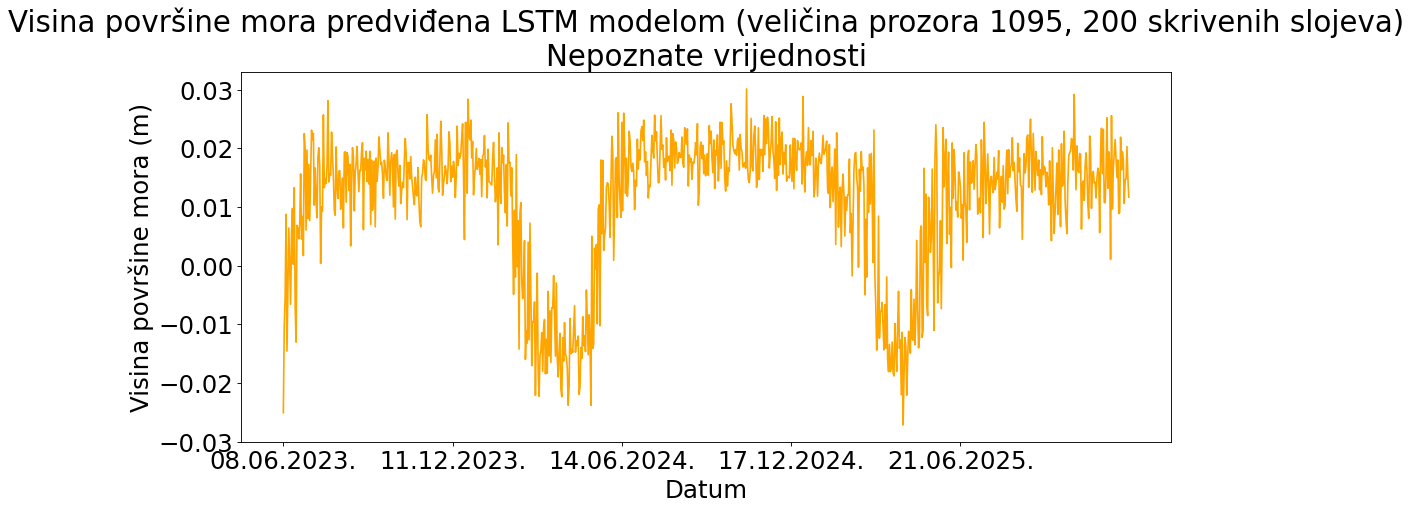 Visina površine mora predviđena LSTM modelom (veličina prozora 1095, 200 skrivenih slojeva)
Nepoznate vrijednosti
Visina površine mora (m)
0.03
0.02
0.01
0.00
−0.01
−0.02
−0.03
08.06.2023. 11.12.2023. 14.06.2024. 17.12.2024. 21.06.2025.
Datum